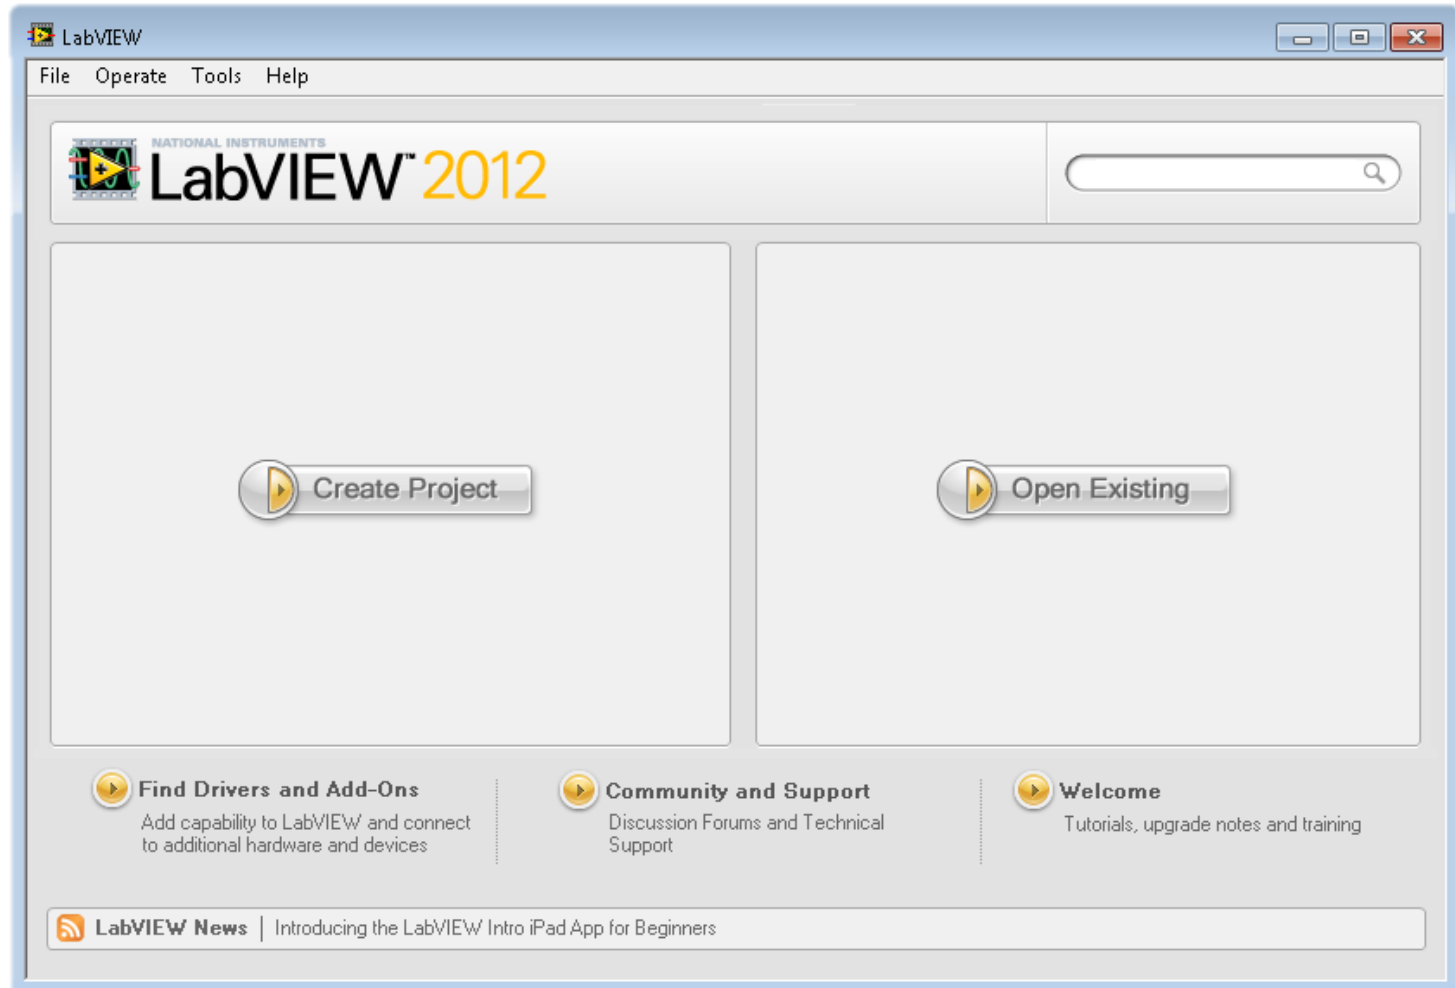 LabVIEW
File Operate Tools Help
NATIONAL INSTRUMENTS
LabVIEW™ 2012
Create Project
Open Existing
Find Drivers and Add-Ons
Add capability to LabVIEW and connect
to additional hardware and devices
Community and Support
Discussion Forums and Technical
Support
Welcome
Tutorials, upgrade notes and training
LabVIEW News | Introducing the LabVIEW Intro iPad App for Beginners